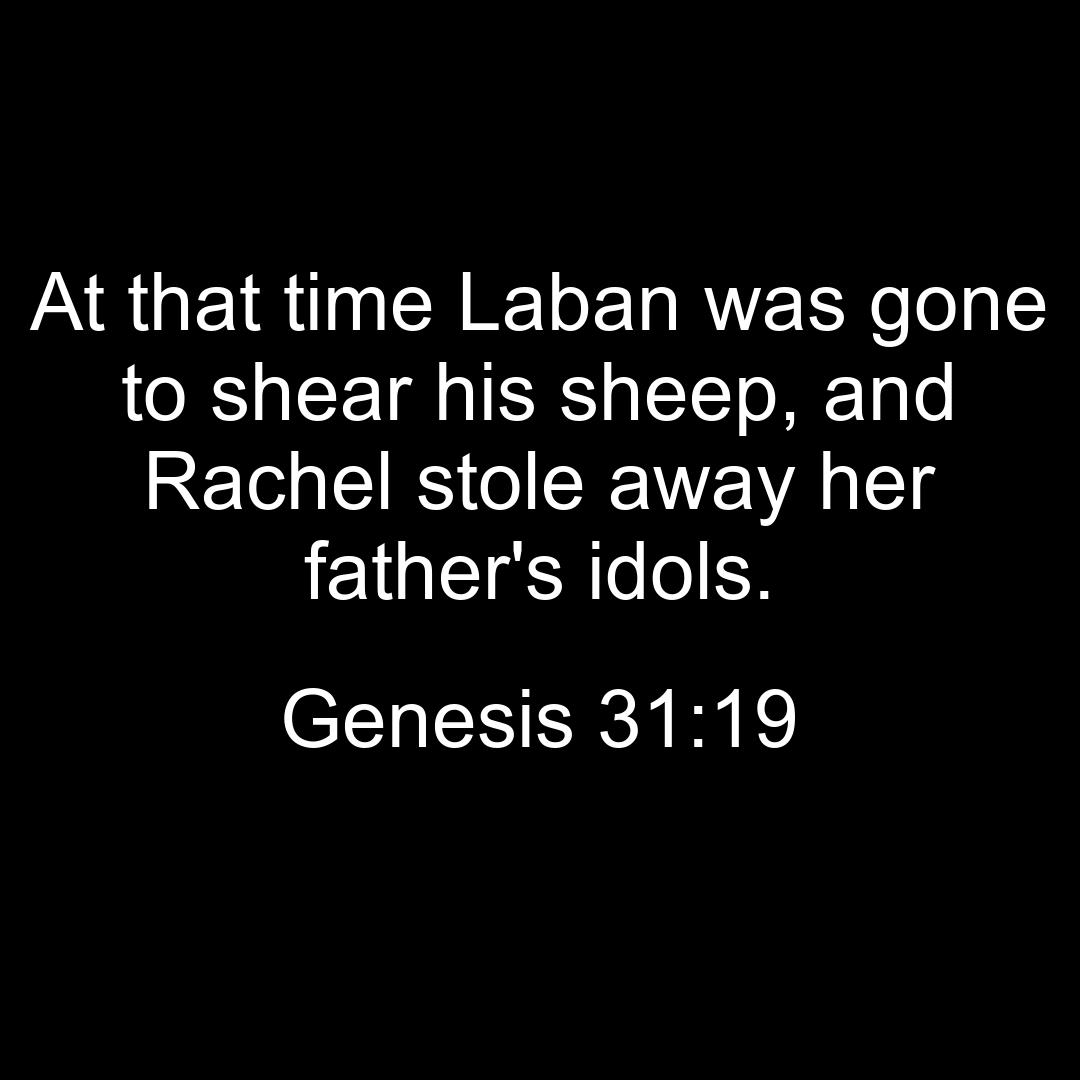 At that time Laban was gone
to shear his sheep, and
Rachel stole away her
father's idols.
Genesis 31:19